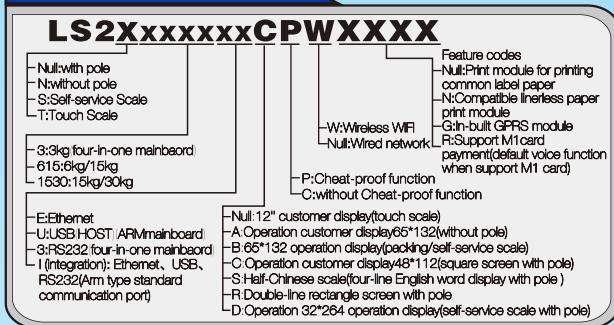 LS2XxxxxxxxCPWXXXX
Null:with pole
N:without pole
S:Self-service Scale
T:Touch Scale
3:3kg(four-in-one mainbaord)
615:6kg/15kg
1530:15kg/30kg
E:Ethernet
U:USB(HOST)(ARMmainboard)
3:RS232(four-in-one mainbaord)
I (integration): Ethernet、USB、
RS232(Arm type standard
communication port)
Null:12" customer display(touch scale)
A:Operation customer display65*132(without pole)
B:65*132 operation display(packing/self-service scale)
C:Operation customer display48*112(square screen with pole)
S:Half-Chinese scale(four-line English word display with pole )
R:Double-line rectangle screen with pole
D:Operation 32*264 operation display(self-service scale with pole)
P:Cheat-proof function
C:without Cheat-proof function
W:Wireless WIFI
Null:Wired network
Feature codes
Null:Print module for printing
common label paper
N:Compatible linerless paper
print module
G:In-built GPRS module
R:Support M1card
payment(default voice function
when support M1 card)